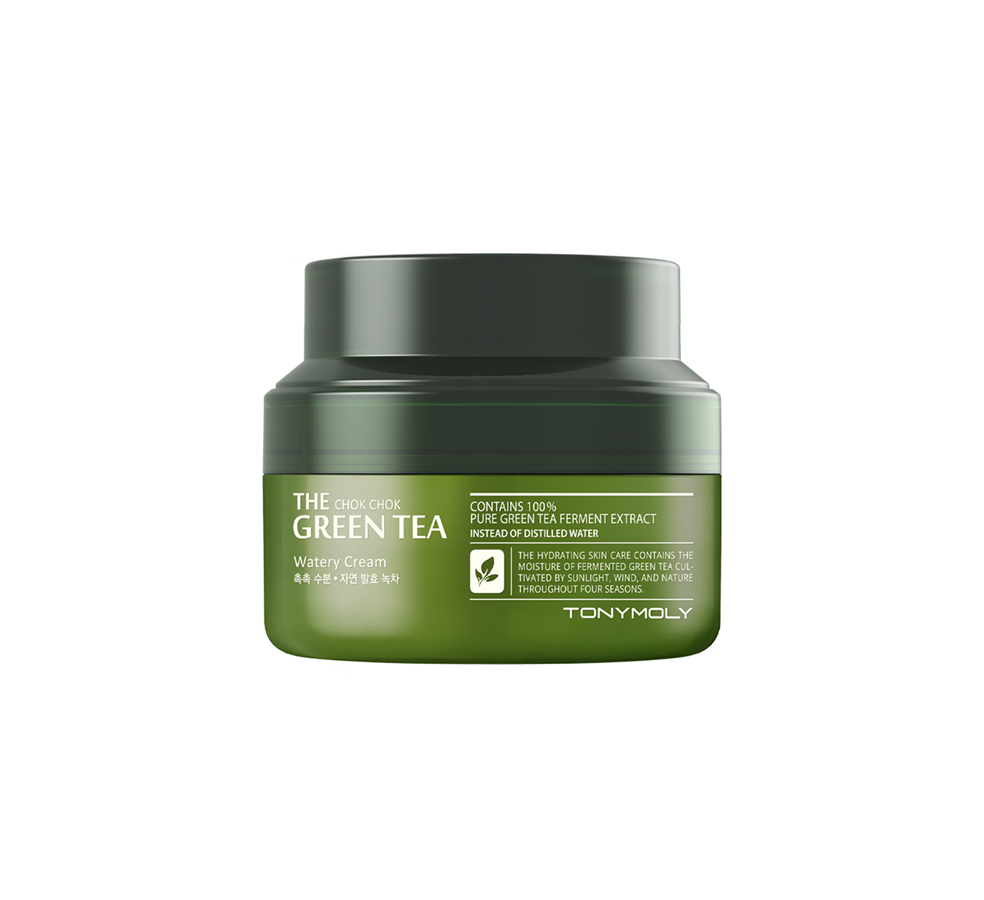 THE CHOK CHOK
GREEN TEA
Watery Cream
촉촉 수분 • 자연 발효 녹차
CONTAINS 100%
PURE GREEN TEA FERMENT EXTRACT
INSTEAD OF DISTILLED WATER
THE HYDRATING SKIN CARE CONTAINS THE
MOISTURE OF FERMENTED GREEN TEA CUL-
TIVATED BY SUNLIGHT, WIND, AND NATURE
THROUGHOUT FOUR SEASONS.
TONYMOLY